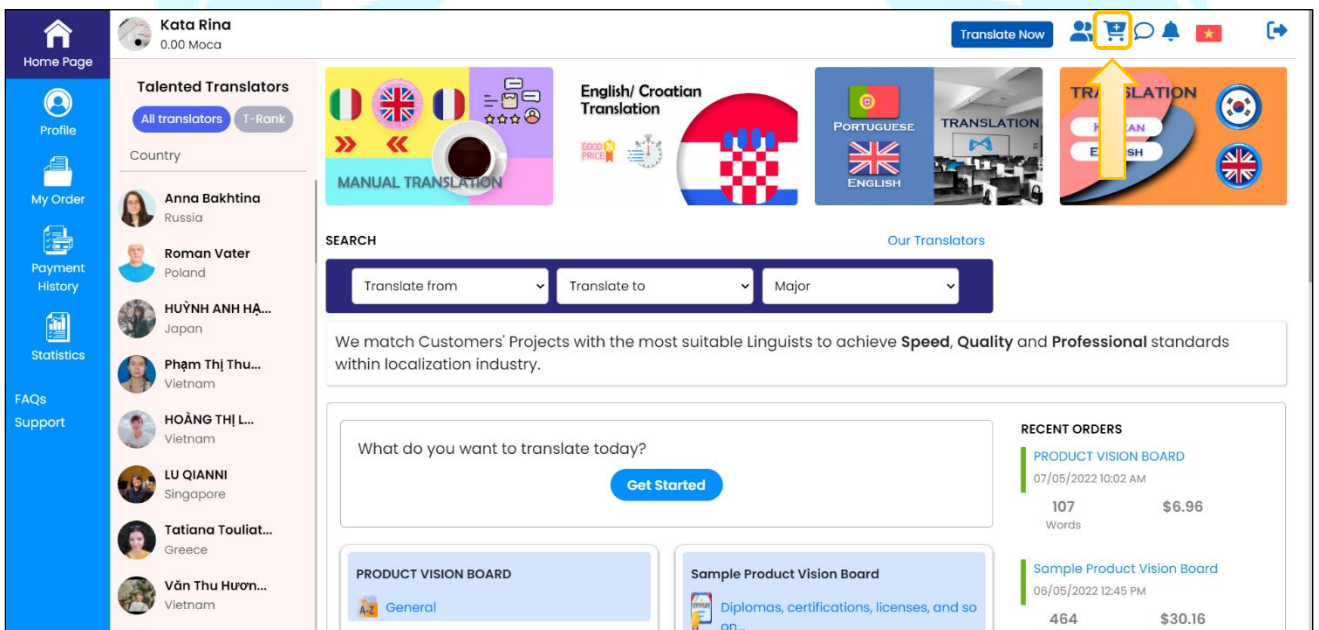 Home Page
Profile
My Order
Payment
History
Statistics
FAQs
Support
Kata Rina
0.00 Moca
Translate Now
Talented Translators
All translators
T-Rank
Country
Anna Bakhtina
Russia
Roman Vater
Poland
HUỲNH ANH HẠ...
Japan
Phạm Thị Thu...
Vietnam
HOÀNG THỊ L...
Vietnam
LU QIANNI
Singapore
Tatiana Touliat...
Greece
Văn Thu Hươn...
Vietnam
MANUAL TRANSLATION
English/ Croatian
Translation
GOOD
PRICE
PORTUGUESE
ENGLISH
TRANSLATION
SEARCH
Our Translators
Translate from
Translate to
Major
We match Customers' Projects with the most suitable Linguists to achieve Speed, Quality and Professional standards
within localization industry.
What do you want to translate today?
Get Started
PRODUCT VISION BOARD
A-Z
General
Sample Product Vision Board
Diplomas, certifications, licenses, and so
on...
RECENT ORDERS
PRODUCT VISION BOARD
07/05/2022 10:02 AM
107
$6.96
Words
Sample Product Vision Board
06/05/2022 12:45 PM
464
$30.16